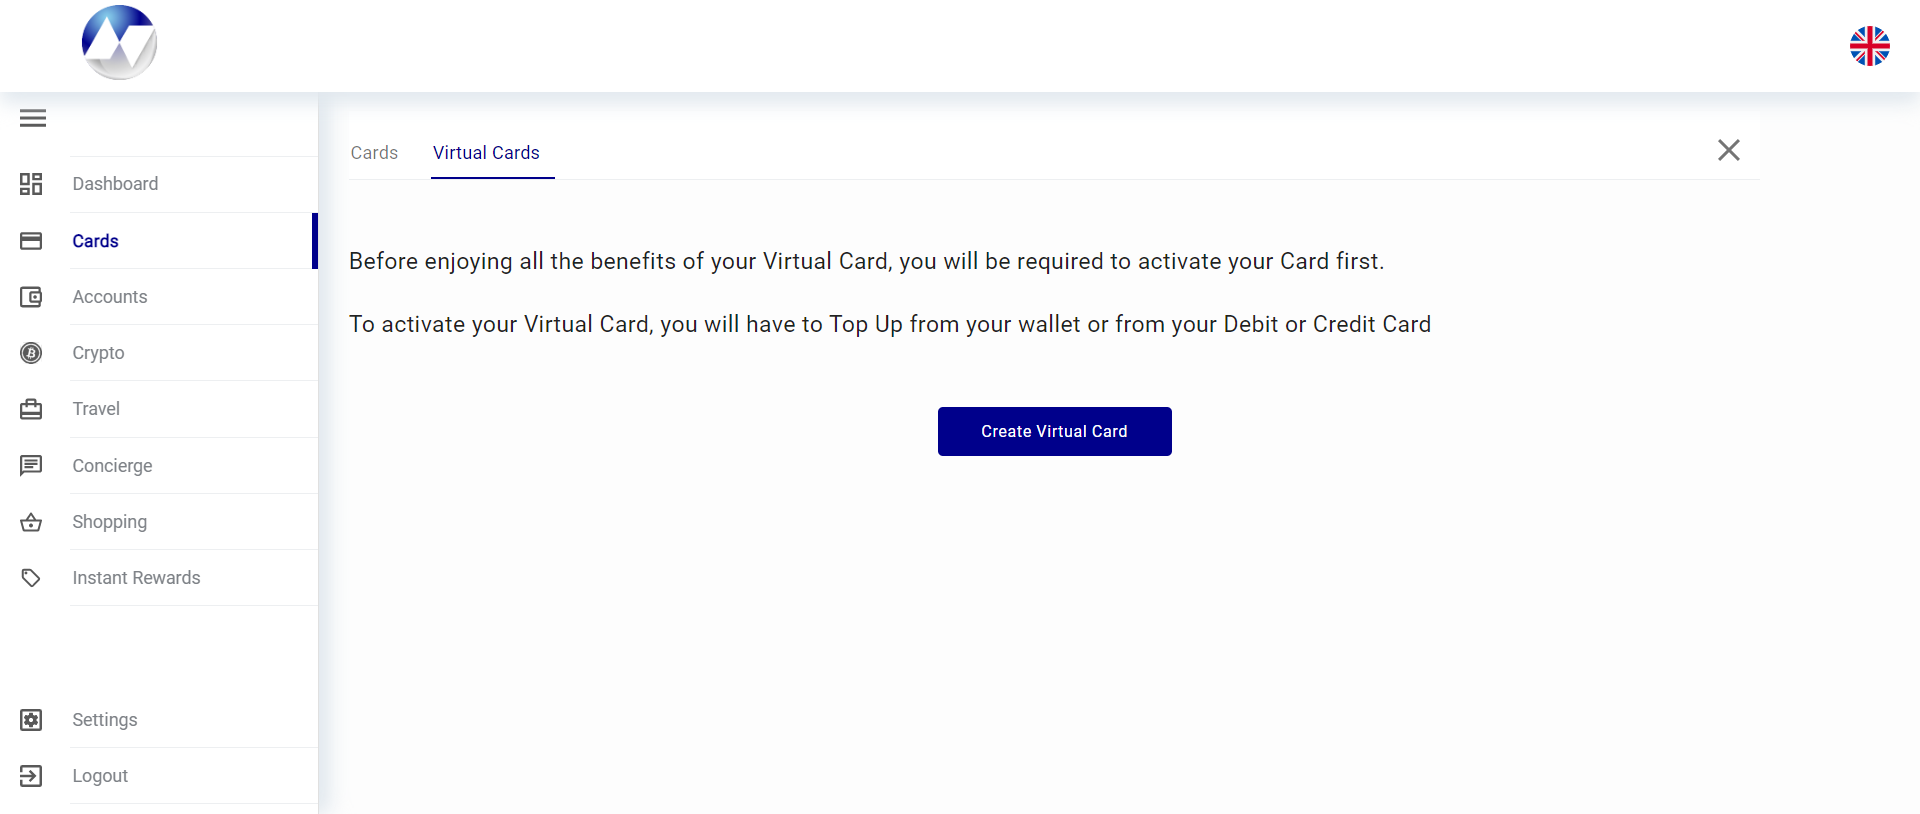 Cards
Virtual Cards
Dashboard
Cards
Accounts
Crypto
Travel
Concierge
Shopping
Instant Rewards
Settings
Logout
Before enjoying all the benefits of your Virtual Card, you will be required to activate your Card first.
To activate your Virtual Card, you will have to Top Up from your wallet or from your Debit or Credit Card
Create Virtual Card